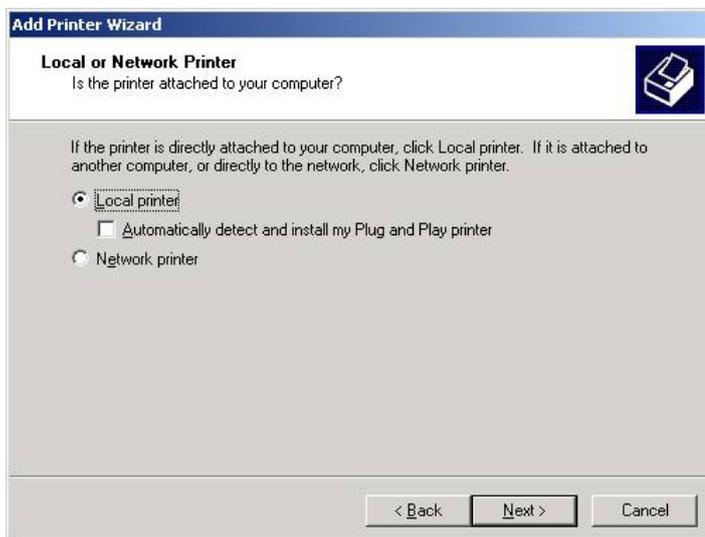 Add Printer Wizard
Local or Network Printer
Is the printer attached to your computer?
If the printer is directly attached to your computer, click Local printer. If it is attached to
another computer, or directly to the network, click Network printer.
Local printer
Automatically detect and install my Plug and Play printer
Network printer
< Back Next > Cancel